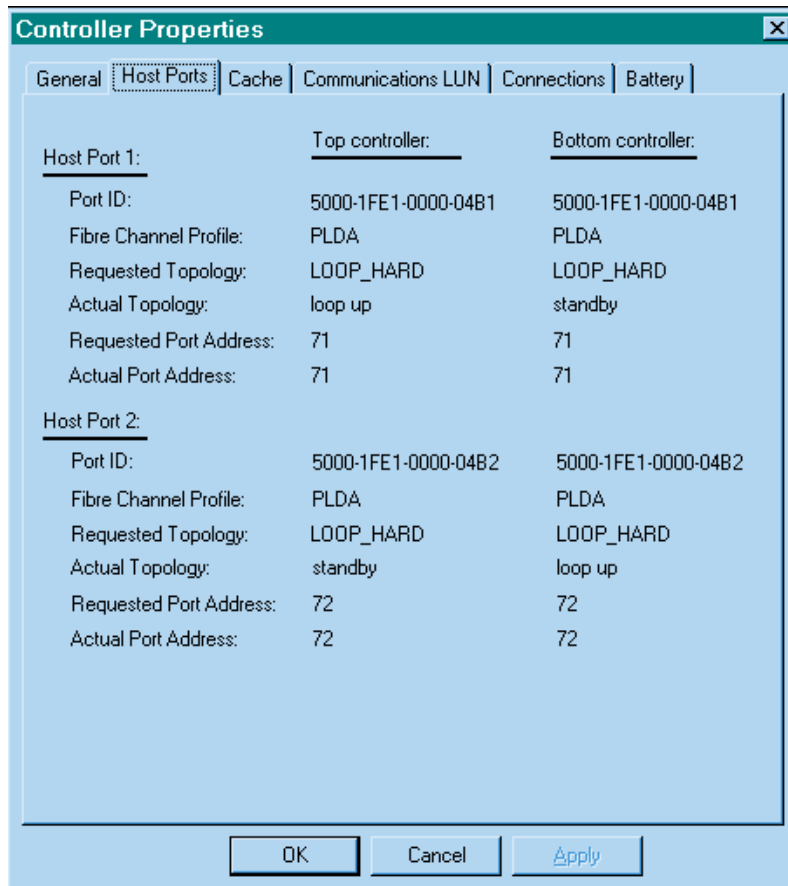 Controller Properties
General Host Ports Cache Communications LUN Connections Battery
Top controller: Bottom controller:
Host Port 1:
Port ID: 5000-1FE1-0000-04B1 5000-1FE1-0000-04B1
Fibre Channel Profile: PLDA PLDA
Requested Topology: LOOP_HARD LOOP_HARD
Actual Topology: loop up standby
Requested Port Address: 71 71
Actual Port Address: 71 71
Host Port 2:
Port ID: 5000-1FE1-0000-04B2 5000-1FE1-0000-04B2
Fibre Channel Profile: PLDA PLDA
Requested Topology: LOOP_HARD LOOP_HARD
Actual Topology: standby loop up
Requested Port Address: 72 72
Actual Port Address: 72 72
OK Cancel Apply